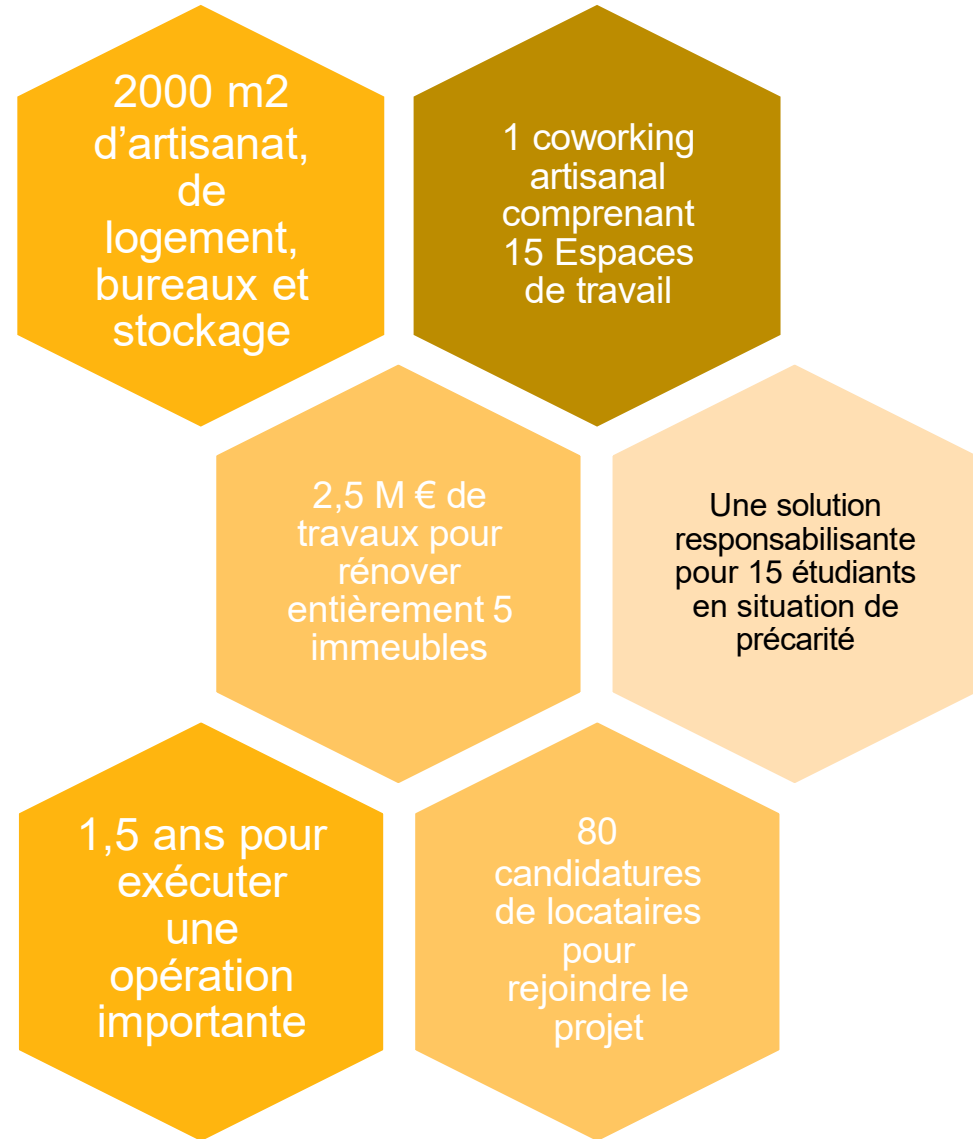 2000 m2
d’artisanat,
de
logement,
bureaux et
stockage
1 coworking
artisanal
comprenant
15 Espaces
de travail
2,5 M € de
travaux pour
rénover
entièrement 5
immeubles
Une solution
responsabilisante
pour 15 étudiants
en situation de
précarité
1,5 ans pour
exécuter
une
opération
importante
80
candidatures
de locataires
pour
rejoindre le
projet